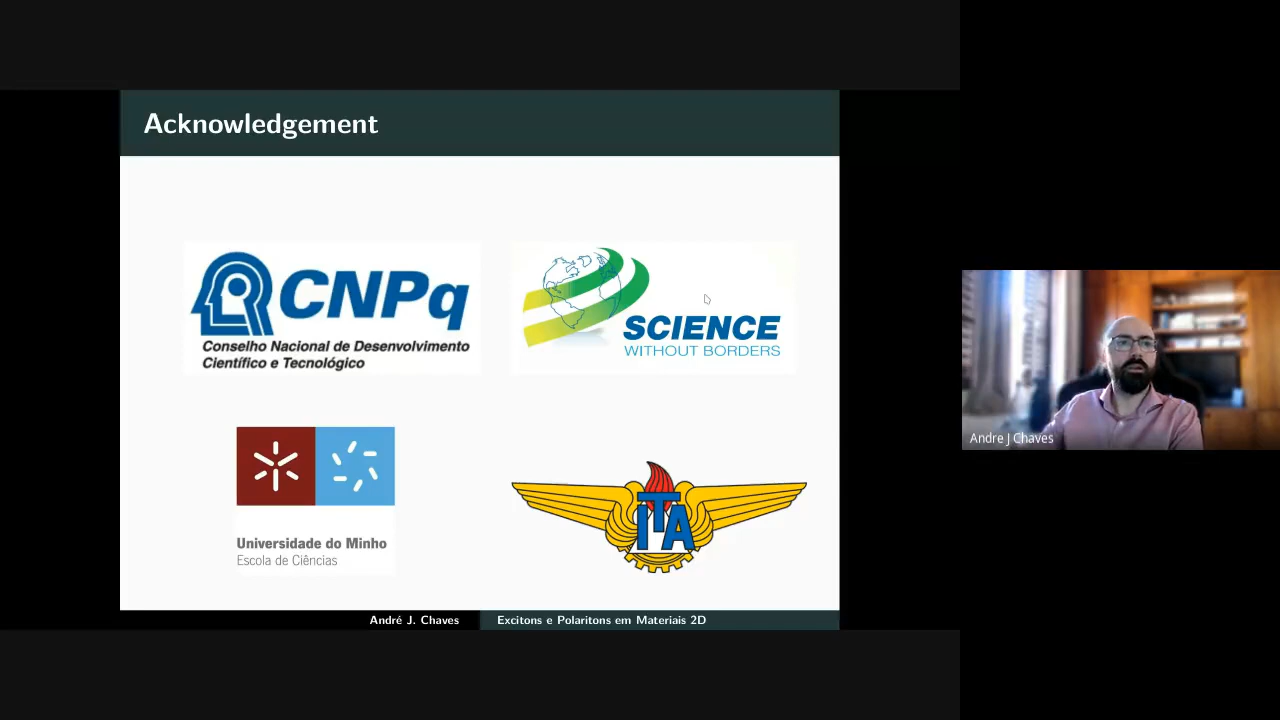 Acknowledgement
CNPq
Conselho Nacional de Desenvolvimento
Científico e Tecnológico
SCIENCE
WITHOUT BORDERS
Universidade do Minho
Escola de Ciências
ITA
André J. Chaves
Excitons e Polaritons em Materiais 2D
Andre J Chaves